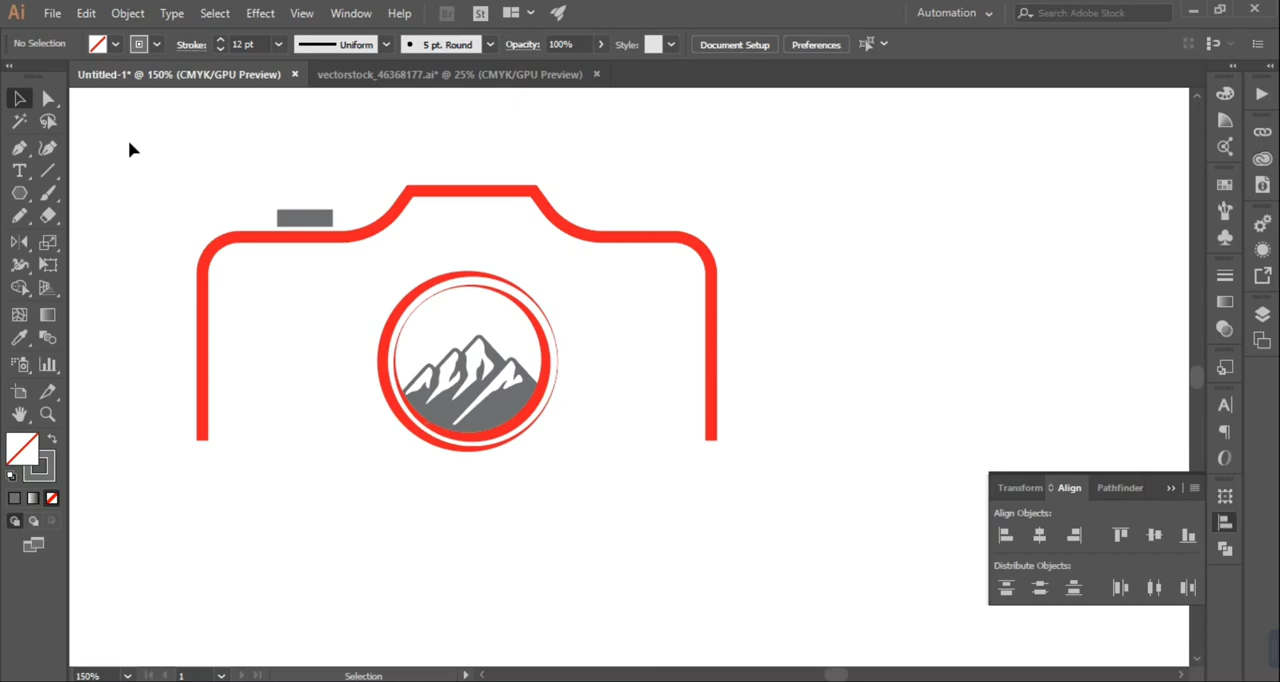 Ai File Edit Object Type Select Effect View Window Help Br St Automation Search Adobe Stock
No Selection Stroke: 12 pt Uniform 5 pt. Round Opacity: 100% Style: Document Setup Preferences
Untitled-1* @ 150% (CMYK/GPU Preview) × vectorstock_46368177.ai* @ 25% (CMYK/GPU Preview) ×
Transform Align Pathfinder
Align Objects:
Distribute Objects:
150% 1 Selection